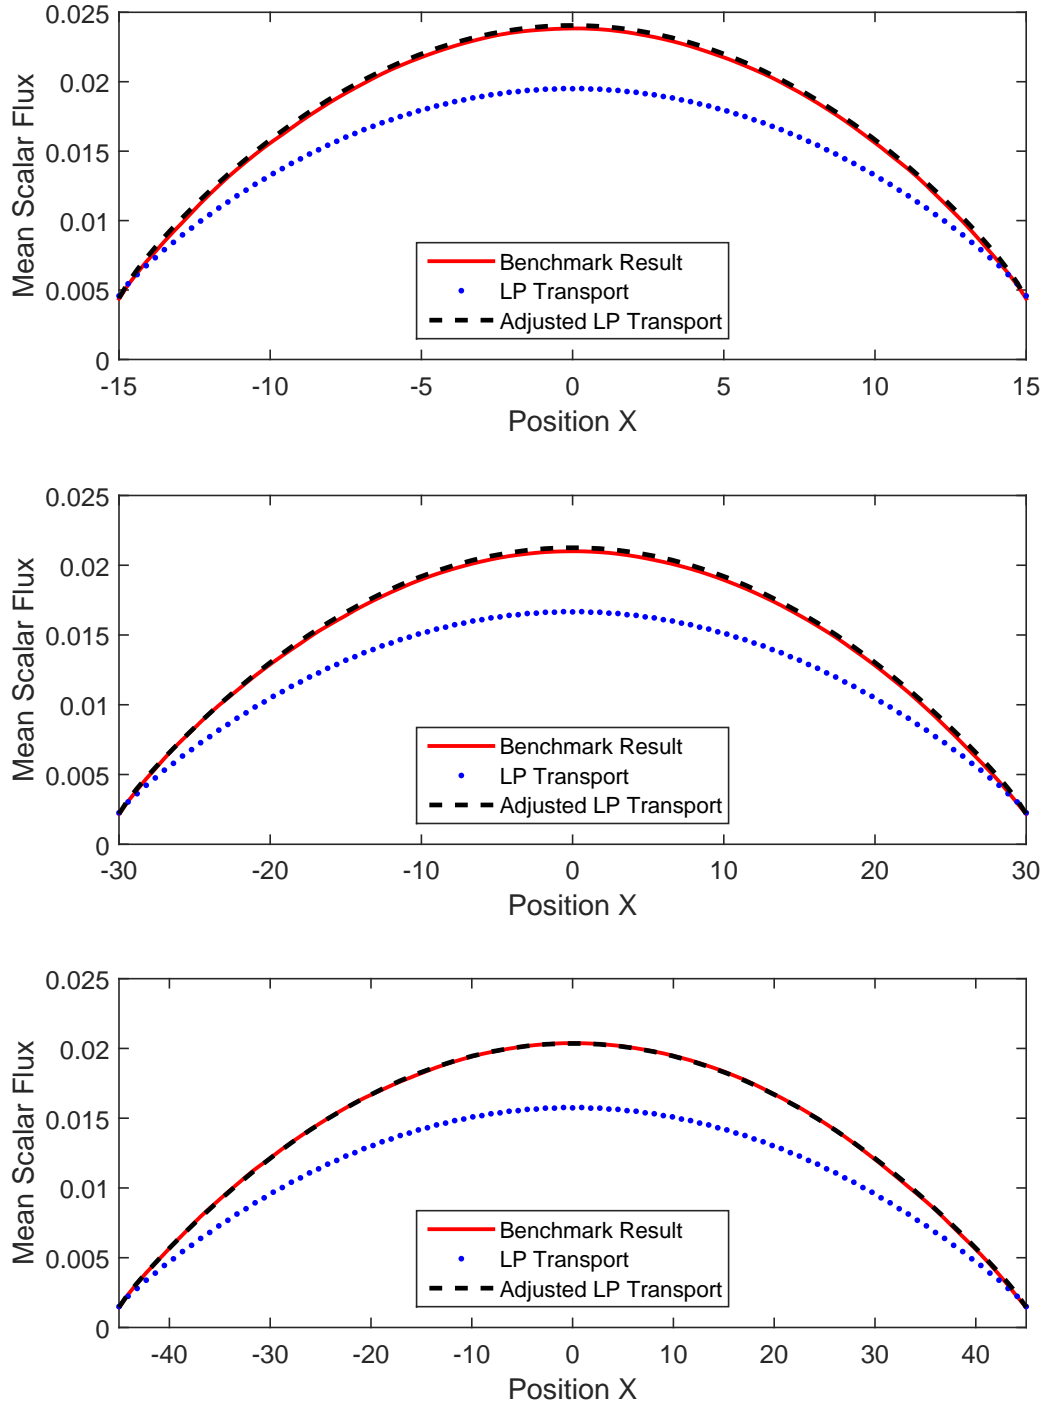 0.025
0.02
0.015
0.01
0.005
0
Mean Scalar Flux
Benchmark Result
LP Transport
Adjusted LP Transport
-15 -10 -5 0 5 10 15
Position X
0.025
0.02
0.015
0.01
0.005
0
Mean Scalar Flux
Benchmark Result
LP Transport
Adjusted LP Transport
-30 -20 -10 0 10 20 30
Position X
0.025
0.02
0.015
0.01
0.005
0
Mean Scalar Flux
Benchmark Result
LP Transport
Adjusted LP Transport
-40 -30 -20 -10 0 10 20 30 40
Position X